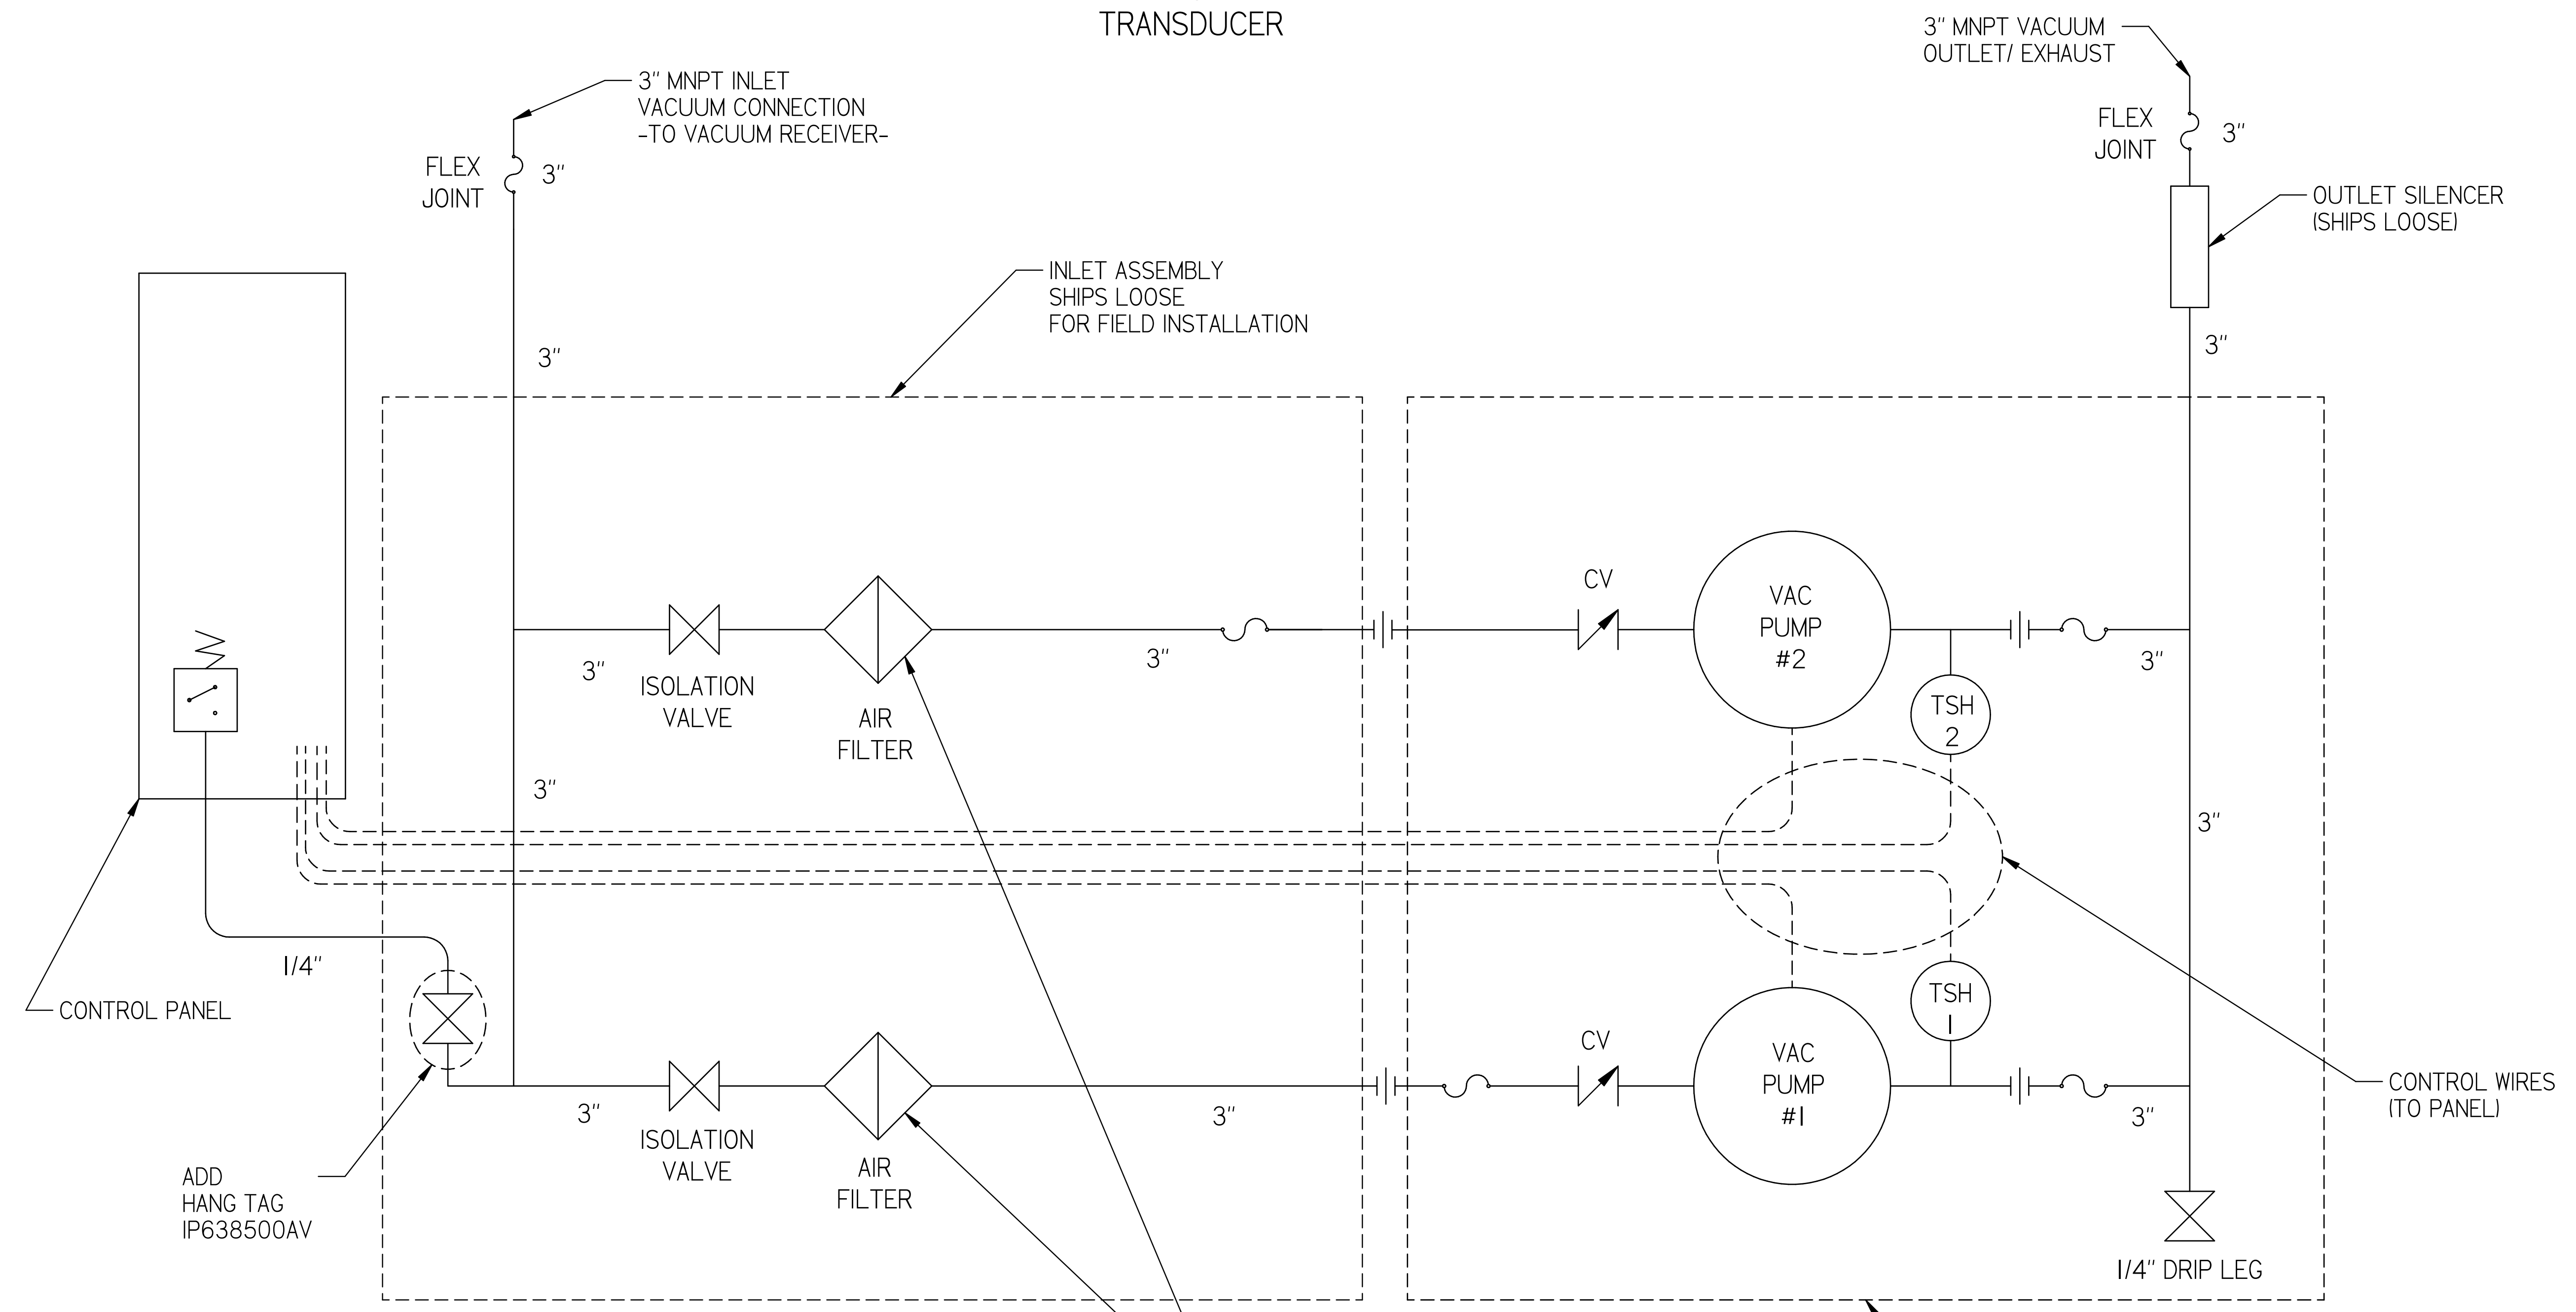 TRANSDUCER
3" MNPT VACUUM
OUTLET/ EXHAUST
3" MNPT INLET
VACUUM CONNECTION
-TO VACUUM RECEIVER-
FLEX
JOINT
3"
FLEX
JOINT
3"
OUTLET SILENCER
(SHIPS LOOSE)
INLET ASSEMBLY
SHIPS LOOSE
FOR FIELD INSTALLATION
3"
3"
CV
VAC
PUMP
#2
3"
ISOLATION
VALVE
AIR
FILTER
3"
TSH
2
3"
3"
3"
1/4"
CONTROL PANEL
TSH
1
CV
VAC
PUMP
#1
CONTROL WIRES
(TO PANEL)
3"
ISOLATION
VALVE
AIR
FILTER
3"
3"
ADD
HANG TAG
IP638500AV
1/4" DRIP LEG